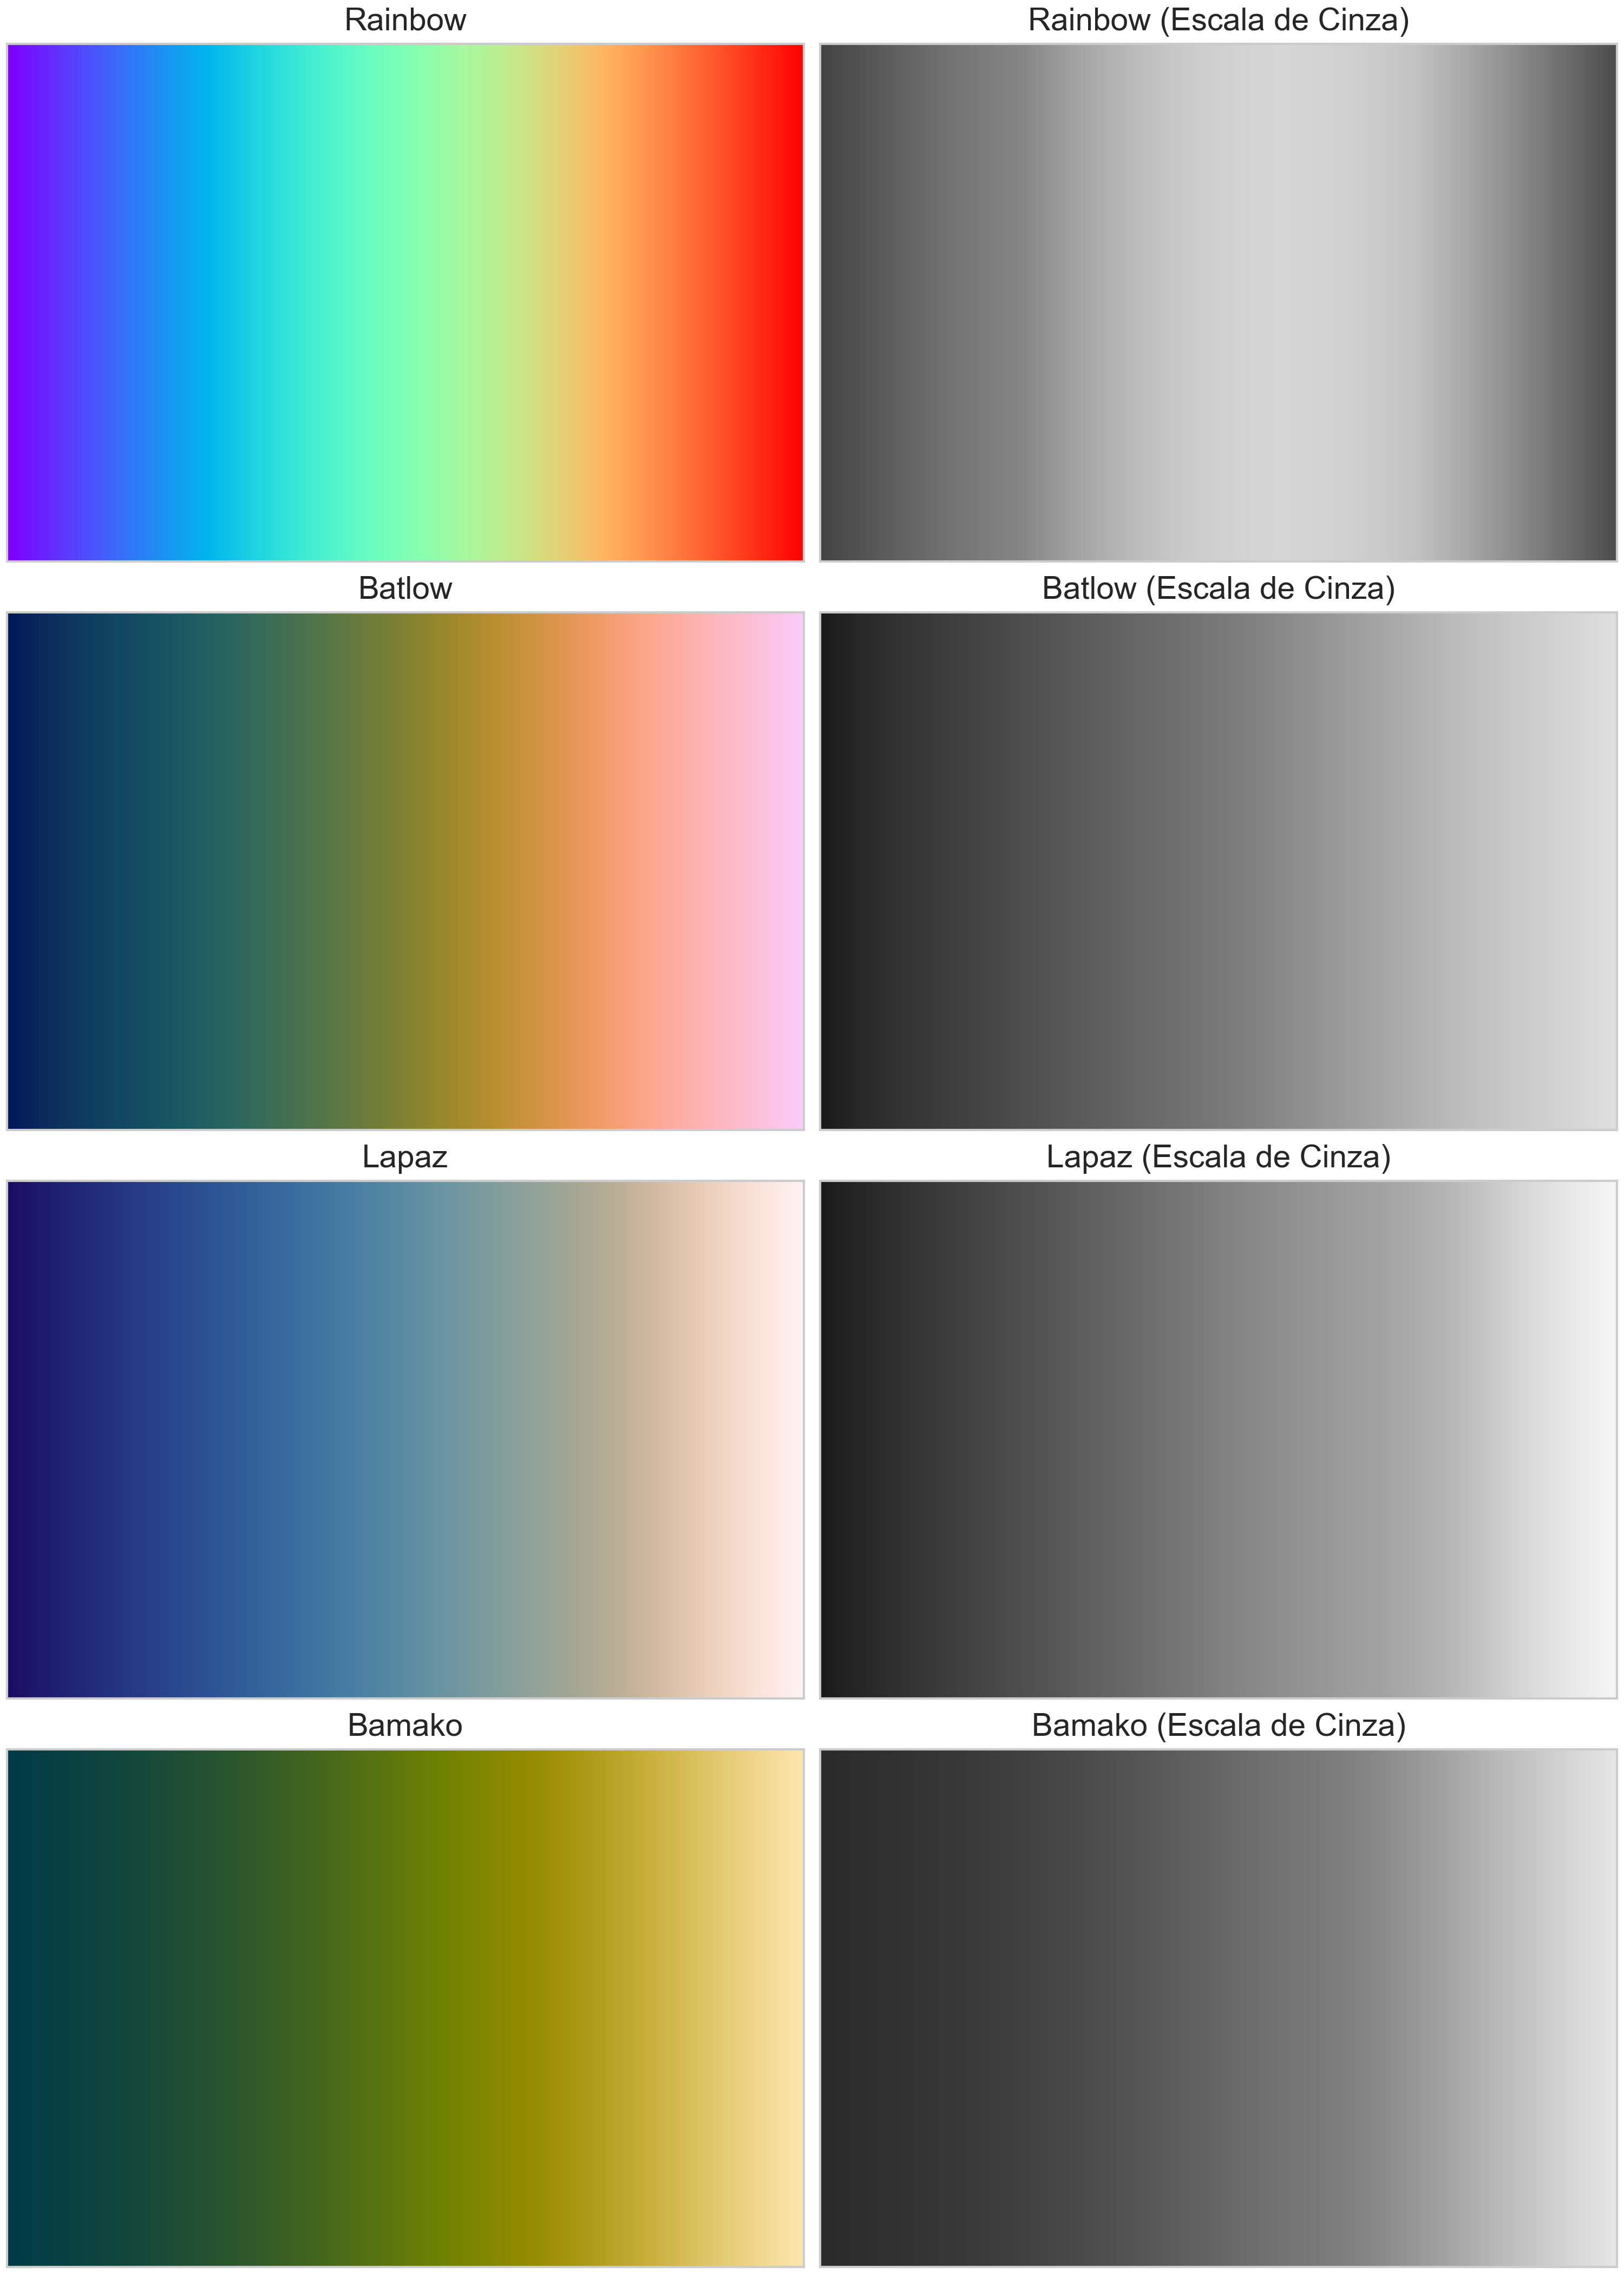 Rainbow
Rainbow (Escala de Cinza)
Batlow
Batlow (Escala de Cinza)
Lapaz
Lapaz (Escala de Cinza)
Bamako
Bamako (Escala de Cinza)